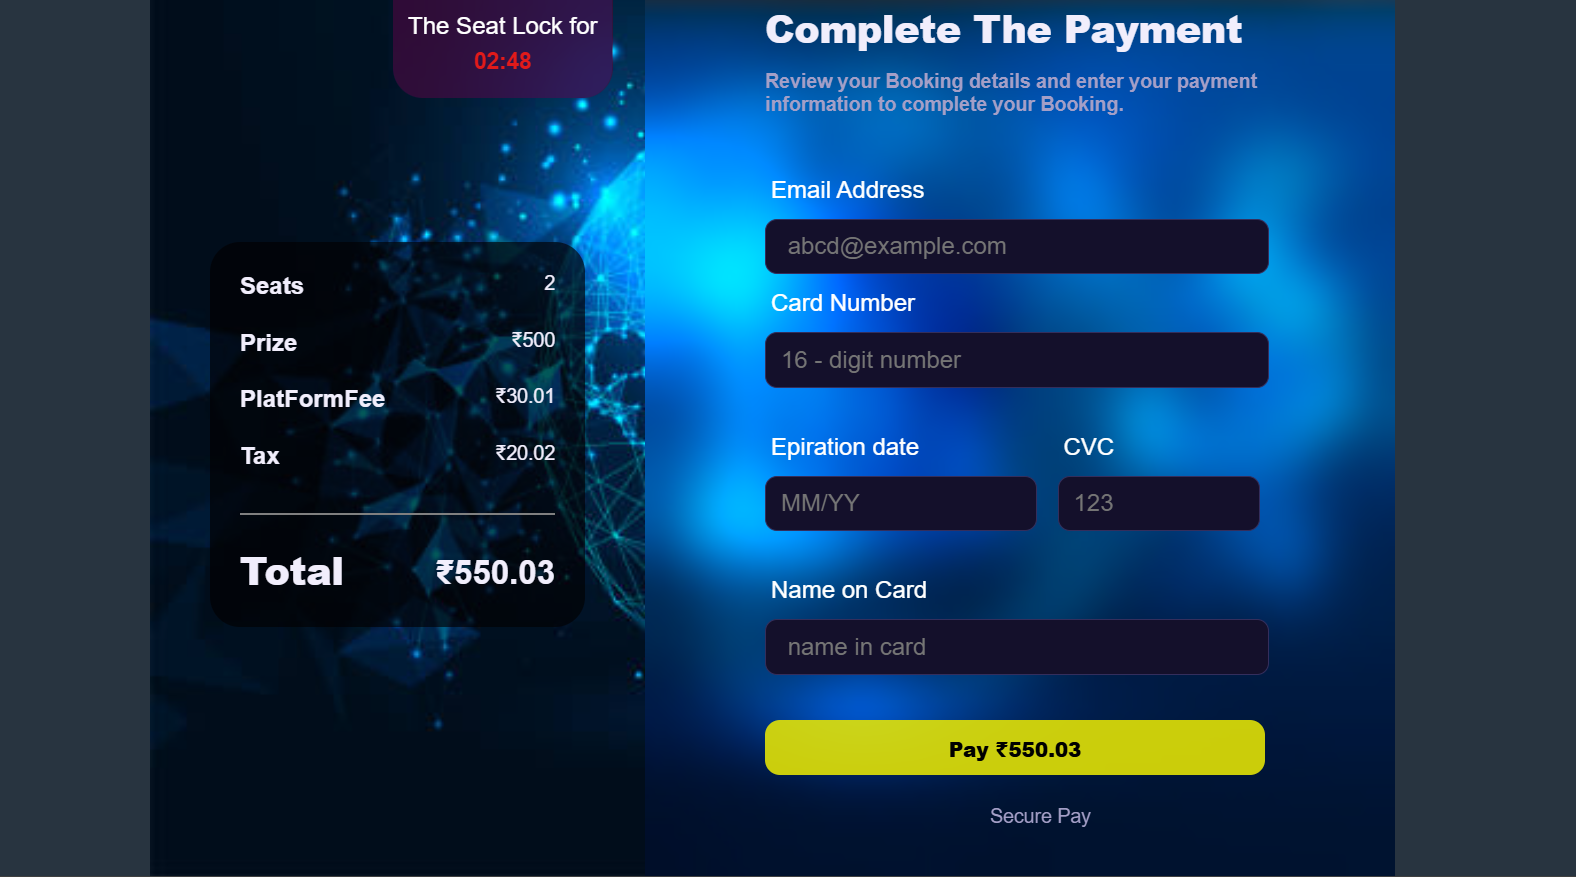 The Seat Lock for
02:48
Seats 2
Prize ₹500
PlatFormFee ₹30.01
Tax ₹20.02
Total ₹550.03
Complete The Payment
Review your Booking details and enter your payment
information to complete your Booking.
Email Address
abcd@example.com
Card Number
16 - digit number
Epiration date CVC
MM/YY 123
Name on Card
name in card
Pay ₹550.03
Secure Pay